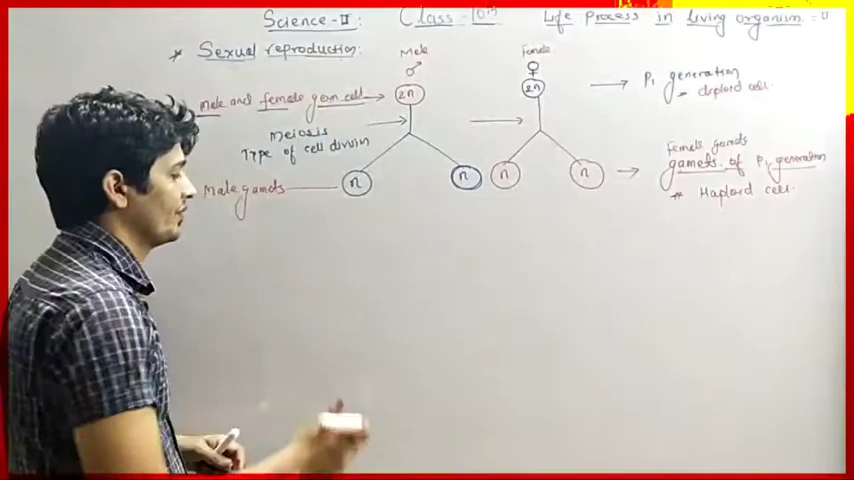 Science-II : Class-10th Life Process in living organism - II
* Sexual reproduction:
Male Female
♂ ♀
male and female germ cell → 2n 2n → P1 generation
→ diploid cell.
Meiosis
Type of cell division
Female gamets
gamets of P1 generation
Male gamets n n n n
* Haploid cell.